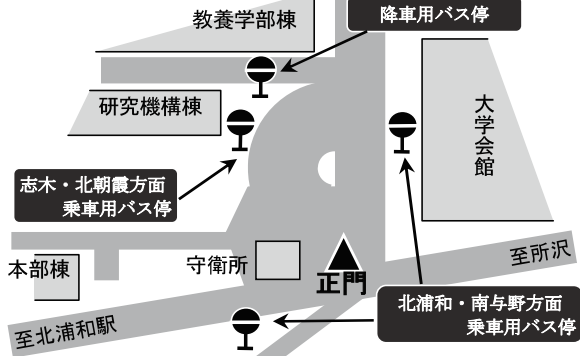 教養学部棟
降車用バス停
研究機構棟
大学会館
志木・北朝霞方面
乗車用バス停
本部棟
守衛所
正門
至所沢
北浦和・南与野方面
乗車用バス停
至北浦和駅